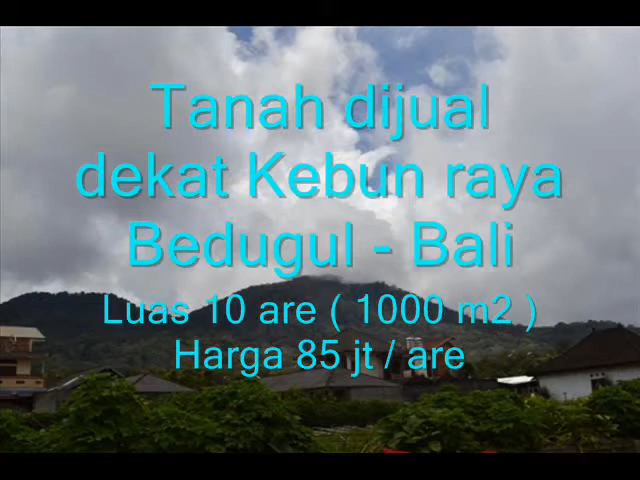 Tanah dijual
dekat Kebun raya
Bedugul - Bali
Luas 10 are ( 1000 m2 )
Harga 85 jt / are